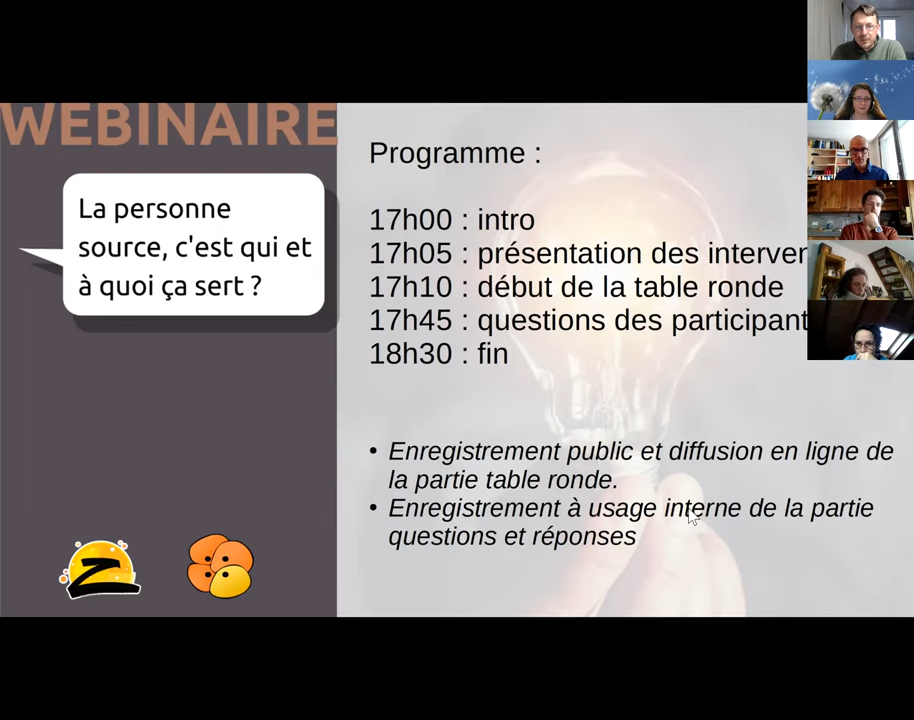 WEBINAIRE
La personne
source, c'est qui et
à quoi ça sert ?
Programme :
17h00 : intro
17h05 : présentation des interven
17h10 : début de la table ronde
17h45 : questions des participant
18h30 : fin
• Enregistrement public et diffusion en ligne de
la partie table ronde.
• Enregistrement à usage interne de la partie
questions et réponses
Z